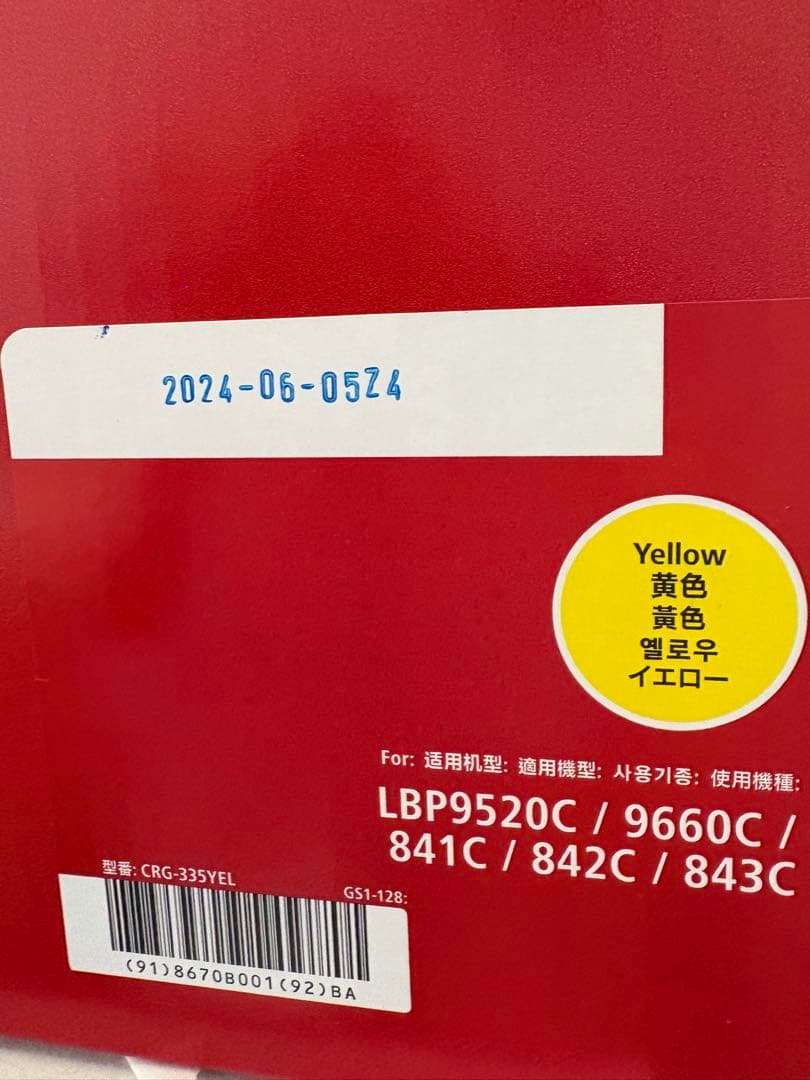 2024-06-05Z4
Yellow
黄色
黃色
옐로우
イエロー
For: 适用机型: 適用機型: 사용기종: 使用機種:
LBP9520C / 9660C /
841C / 842C / 843C
型番: CRG-335YEL
GS1-128:
(91)8670B001(92)BA